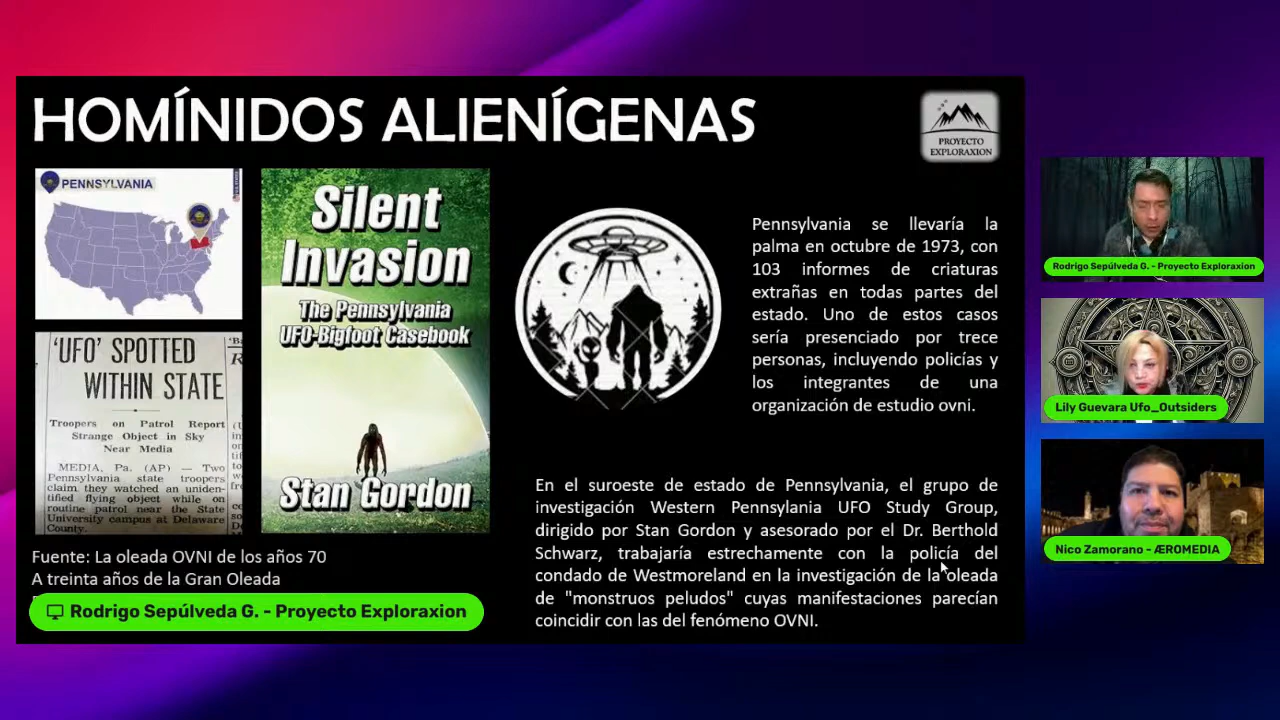 HOMÍNIDOS ALIENÍGENAS
PROYECTO
EXPLORAXION
PENNSYLVANIA
'UFO' SPOTTED
WITHIN STATE
Troopers on Patrol Report
Strange Object in Sky
Near Media
MEDIA, Pa. (AP) — Two
Pennsylvania state troopers
claim they watched an uniden-
tified flying object while on
routine patrol near the State
University campus at Delaware
County.
Silent
Invasion
The Pennsylvania
UFO-Bigfoot Casebook
Stan Gordon
Pennsylvania se llevaría la
palma en octubre de 1973, con
103 informes de criaturas
extrañas en todas partes del
estado. Uno de estos casos
sería presenciado por trece
personas, incluyendo policías y
los integrantes de una
organización de estudio ovni.
En el suroeste de estado de Pennsylvania, el grupo de
investigación Western Pennsylania UFO Study Group,
dirigido por Stan Gordon y asesorado por el Dr. Berthold
Schwarz, trabajaría estrechamente con la policía del
condado de Westmoreland en la investigación de la oleada
de "monstruos peludos" cuyas manifestaciones parecían
coincidir con las del fenómeno OVNI.
Fuente: La oleada OVNI de los años 70
A treinta años de la Gran Oleada
Rodrigo Sepúlveda G. - Proyecto Exploraxion
Rodrigo Sepúlveda G. - Proyecto Exploraxion
Lily Guevara Ufo_Outsiders
Nico Zamorano - ÆROMEDIA